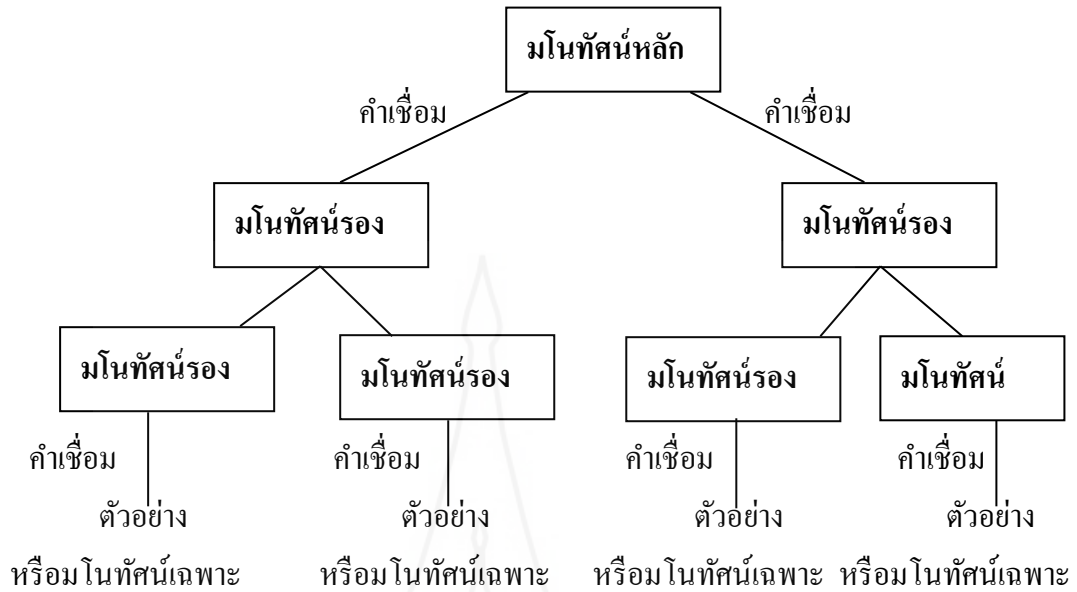 มโนทัศน์หลัก
คำเชื่อม คำเชื่อม
มโนทัศน์รอง มโนทัศน์รอง
มโนทัศน์รอง มโนทัศน์รอง มโนทัศน์รอง มโนทัศน์
คำเชื่อม คำเชื่อม คำเชื่อม คำเชื่อม
ตัวอย่าง ตัวอย่าง ตัวอย่าง ตัวอย่าง
หรือมโนทัศน์เฉพาะ หรือมโนทัศน์เฉพาะ หรือมโนทัศน์เฉพาะ หรือมโนทัศน์เฉพาะ